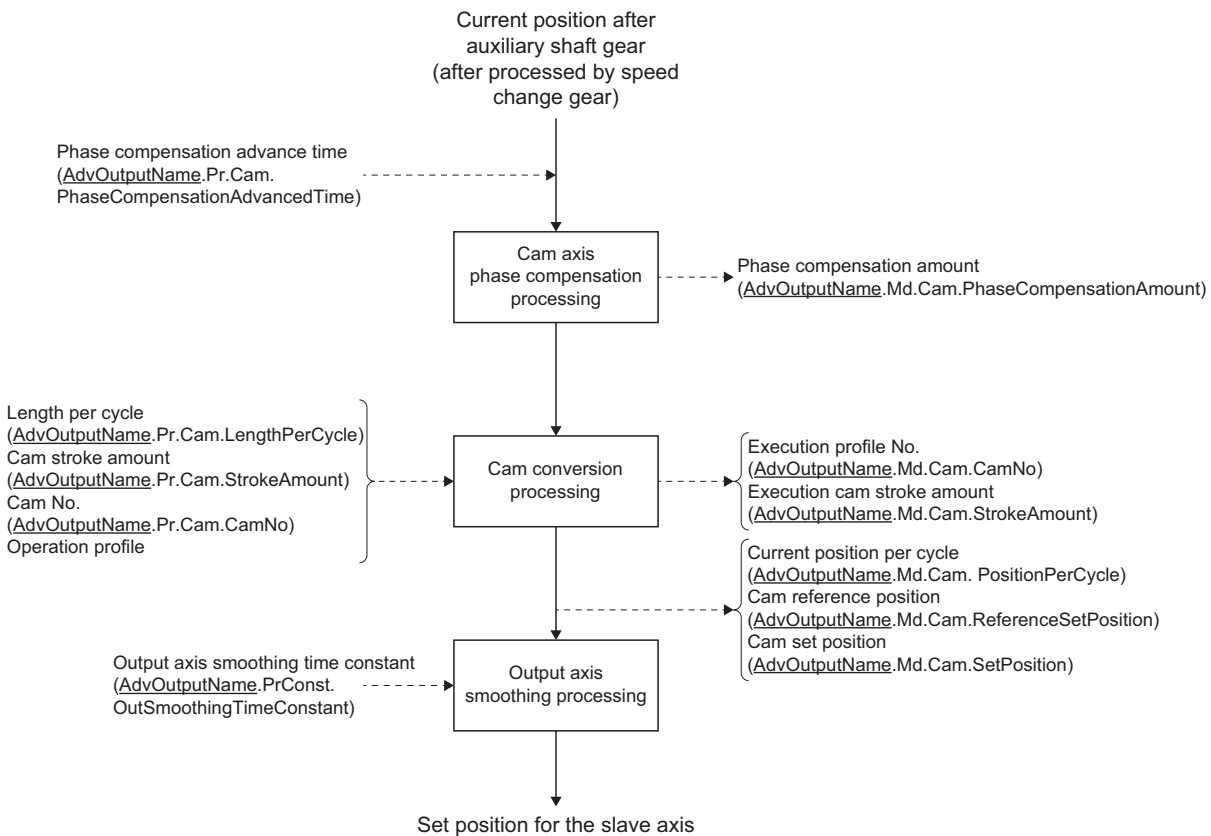 Current position after
auxiliary shaft gear
(after processed by speed
change gear)
Phase compensation advance time
(AdvOutputName.Pr.Cam.
PhaseCompensationAdvancedTime)
Cam axis
phase compensation
processing
Phase compensation amount
(AdvOutputName.Md.Cam.PhaseCompensationAmount)
Length per cycle
(AdvOutputName.Pr.Cam.LengthPerCycle)
Cam stroke amount
(AdvOutputName.Pr.Cam.StrokeAmount)
Cam No.
(AdvOutputName.Pr.Cam.CamNo)
Operation profile
Cam conversion
processing
Execution profile No.
(AdvOutputName.Md.Cam.CamNo)
Execution cam stroke amount
(AdvOutputName.Md.Cam.StrokeAmount)
Current position per cycle
(AdvOutputName.Md.Cam. PositionPerCycle)
Cam reference position
(AdvOutputName.Md.Cam.ReferenceSetPosition)
Cam set position
(AdvOutputName.Md.Cam.SetPosition)
Output axis smoothing time constant
(AdvOutputName.PrConst.
OutSmoothingTimeConstant)
Output axis
smoothing processing
Set position for the slave axis